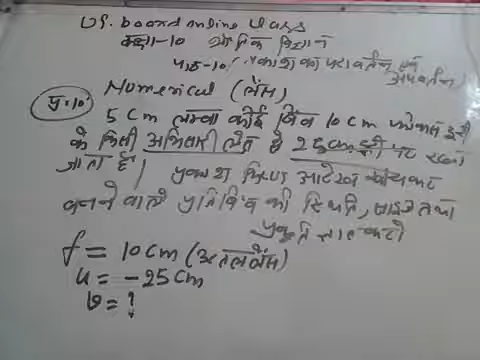 U.P. board online class
कक्षा-10 भौतिक विज्ञान
पाठ-10 (प्रकाश का परावर्तन एवं
अपवर्तन)
Numerical (लेंस)
प्र.10 5 cm लम्बा कोई बिंब 10 cm फोकस दूरी
के किसी अभिसारी लेंस से 25 cm दूरी पर रखा
जाता है। प्रकाश किरण आरेख खींचकर
बनने वाले प्रतिबिंब की स्थिति, साइज तथा
प्रकृति ज्ञात करो
f = 10 cm (उत्तल लेंस)
u = - 25 cm
v = ?